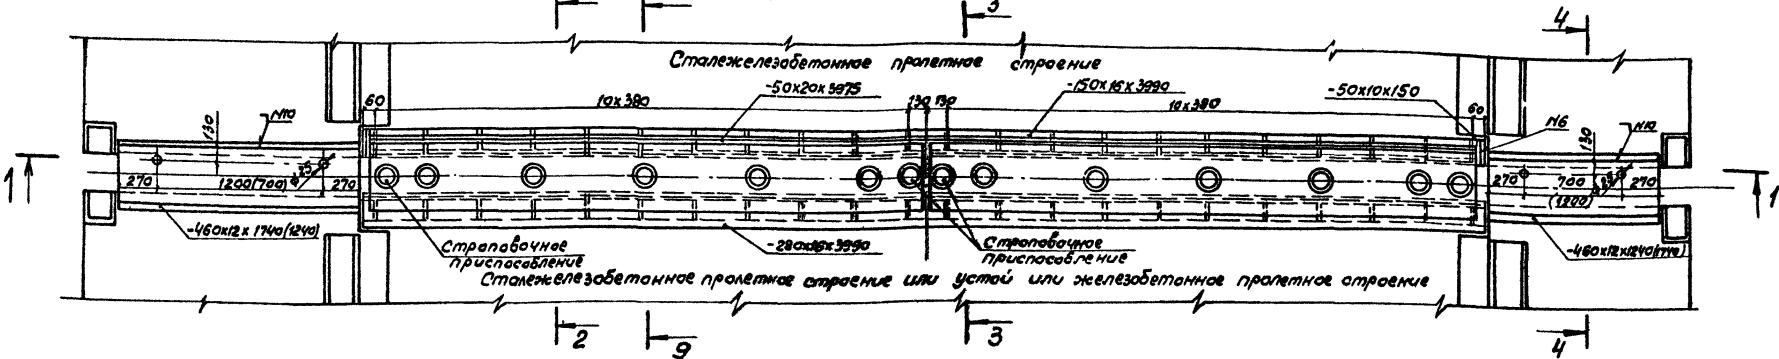 3
4
Сталежелезобетонное пролетное строение
-50х20х3975
-150х16х3990
-50х10х150
60
10х380
130
130
10х380
60
N10
130
N6
N10
130
1
270
1200(700)
ф25
270
270
700
(1200)
ф25
270
1
-460х12х1740(1240)
Строповочное
приспособление
-280х16х3990
Строповочное
приспособление
-460х12х1240(1740)
Сталежелезобетонное пролетное строение или устой или железобетонное пролетное строение
2
9
3
4